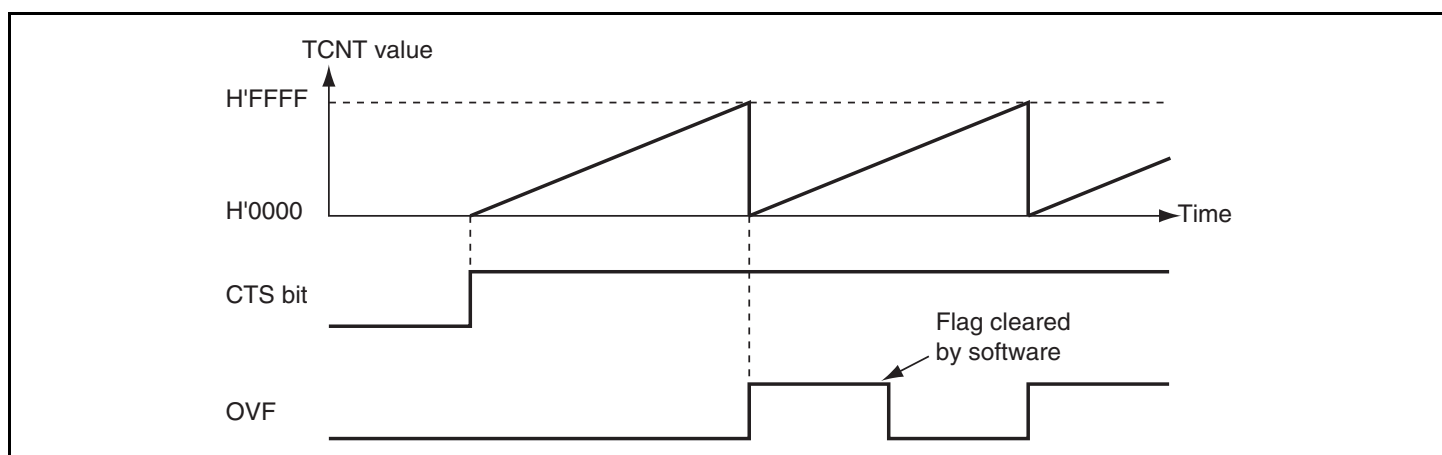 TCNT value
H'FFFF
H'0000
Time
CTS bit
Flag cleared
by software
OVF